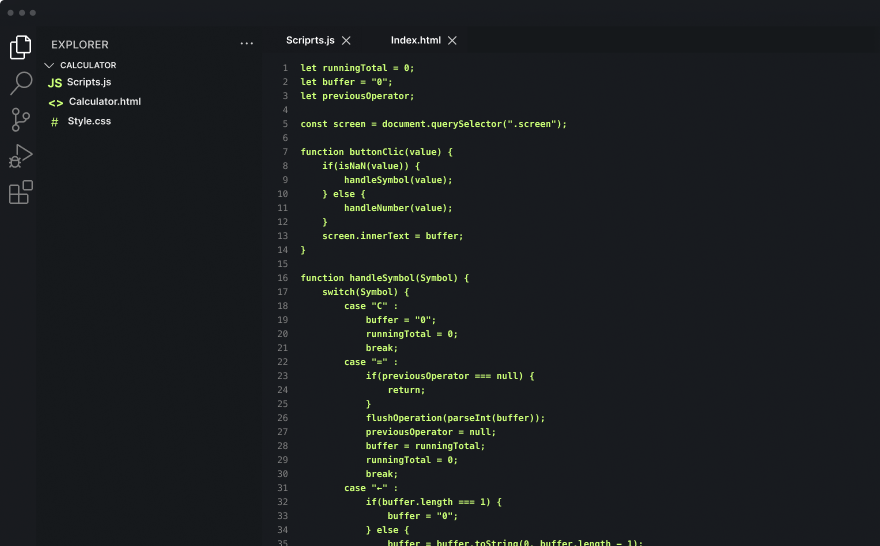 EXPLORER
CALCULATOR
JS Scripts.js
<> Calculator.html
# Style.css
Scriprts.js
Index.html
1 let runningTotal = 0;
2 let buffer = "0";
3 let previousOperator;
4
5 const screen = document.querySelector(".screen");
6
7 function buttonClic(value) {
8 if(isNaN(value)) {
9 handleSymbol(value);
10 } else {
11 handleNumber(value);
12 }
13 screen.innerText = buffer;
14 }
15
16 function handleSymbol(Symbol) {
17 switch(Symbol) {
18 case "C" :
19 buffer = "0";
20 runningTotal = 0;
21 break;
22 case "=" :
23 if(previousOperator === null) {
24 return;
25 }
26 flushOperation(parseInt(buffer));
27 previousOperator = null;
28 buffer = runningTotal;
29 runningTotal = 0;
30 break;
31 case "←" :
32 if(buffer.length === 1) {
33 buffer = "0";
34 } else {
35 buffer = buffer.toString(0, buffer.length - 1);